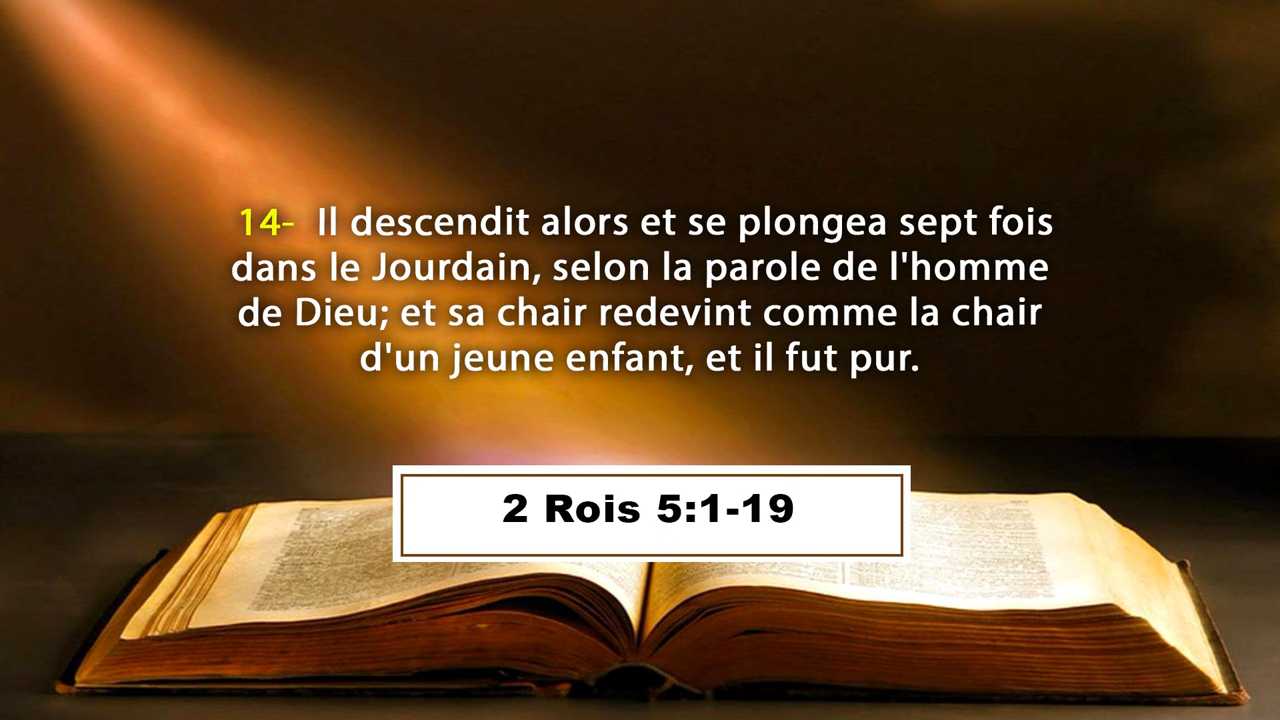 14- Il descendit alors et se plongea sept fois
dans le Jourdain, selon la parole de l'homme
de Dieu; et sa chair redevint comme la chair
d'un jeune enfant, et il fut pur.
2 Rois 5:1-19